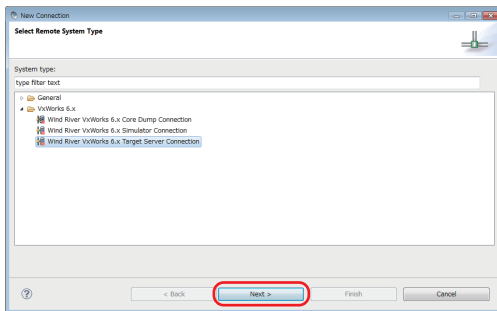 New Connection
Select Remote System Type
System type:
type filter text
General
VxWorks 6.x
Wind River VxWorks 6.x Core Dump Connection
Wind River VxWorks 6.x Simulator Connection
Wind River VxWorks 6.x Target Server Connection
? < Back Next > Finish Cancel